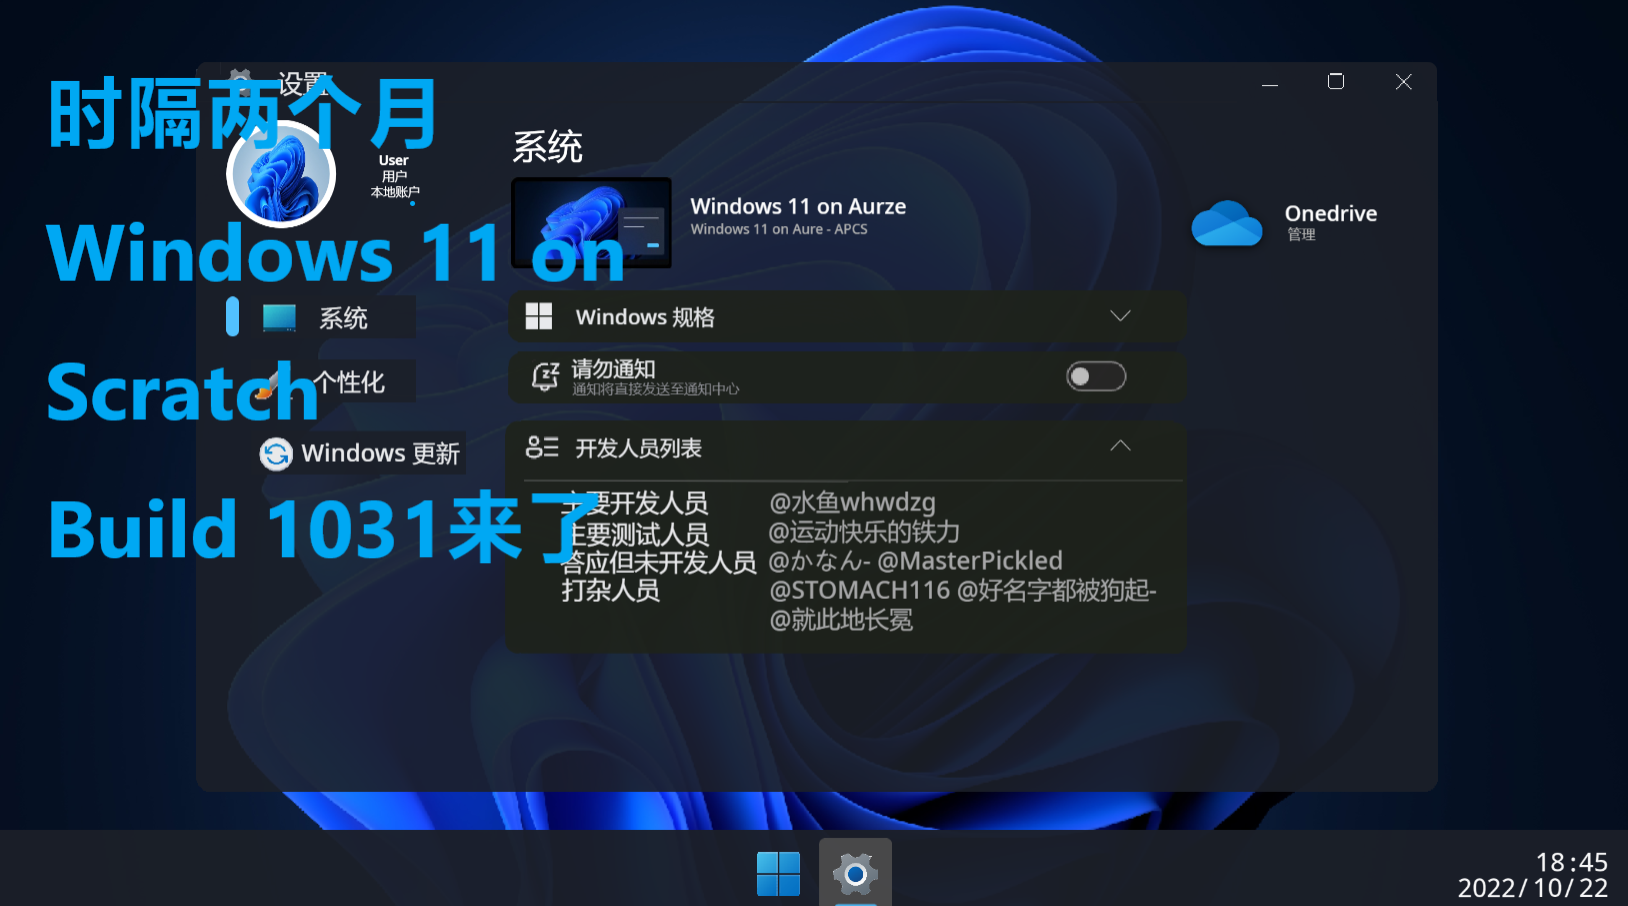 时隔两个月
Windows 11 on
Scratch
Build 1031来了
设置
User
用户
本地账户
系统
个性化
Windows 更新
系统
Windows 11 on Aurze
Windows 11 on Aure - APCS
Onedrive
管理
Windows 规格
请勿通知
通知将直接发送至通知中心
开发人员列表
主要开发人员 @水鱼whwdzg
主要测试人员 @运动快乐的铁力
答应但未开发人员 @かなん- @MasterPickled
打杂人员 @STOMACH116 @好名字都被狗起-
@就此地长冕
18:45
2022/10/22